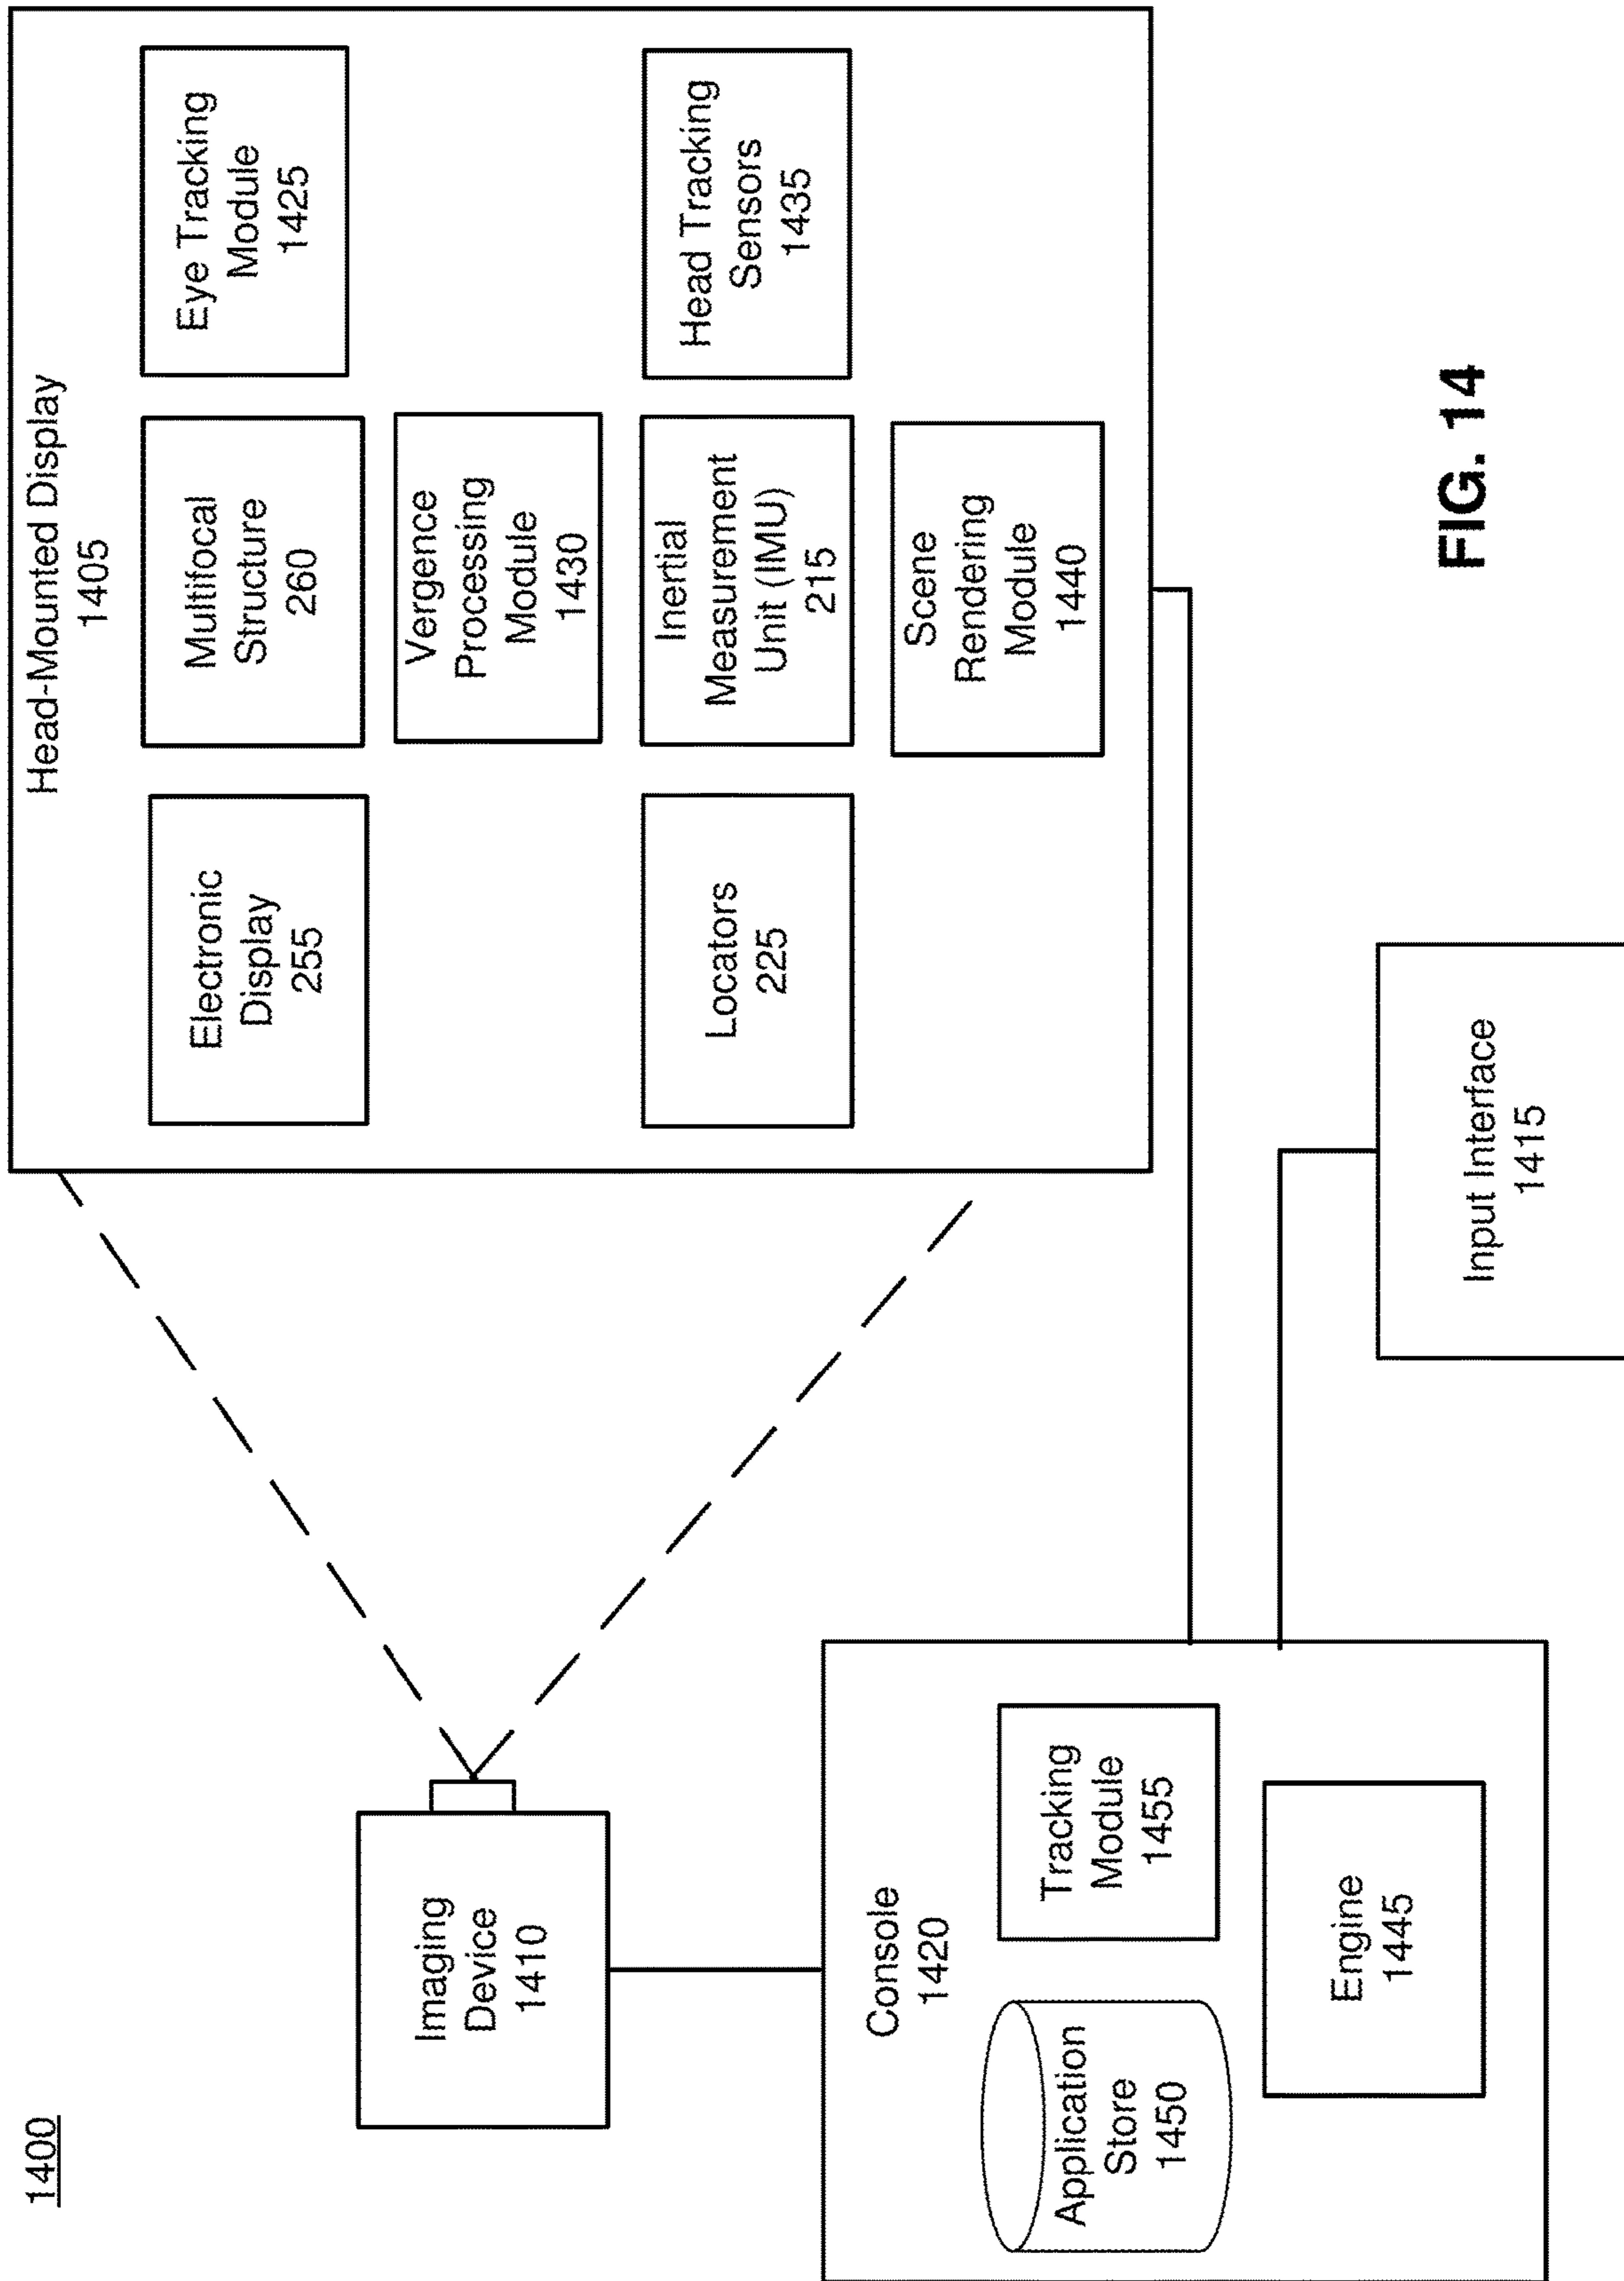 1400
Head-Mounted Display
1405
Electronic
Display
255
Multifocal
Structure
260
Eye Tracking
Module
1425
Vergence
Processing
Module
1430
Locators
225
Inertial
Measurement
Unit (IMU)
215
Head Tracking
Sensors
1435
Scene
Rendering
Module
1440
Imaging
Device
1410
Console
1420
Application
Store
1450
Tracking
Module
1455
Engine
1445
Input Interface
1415
FIG. 14